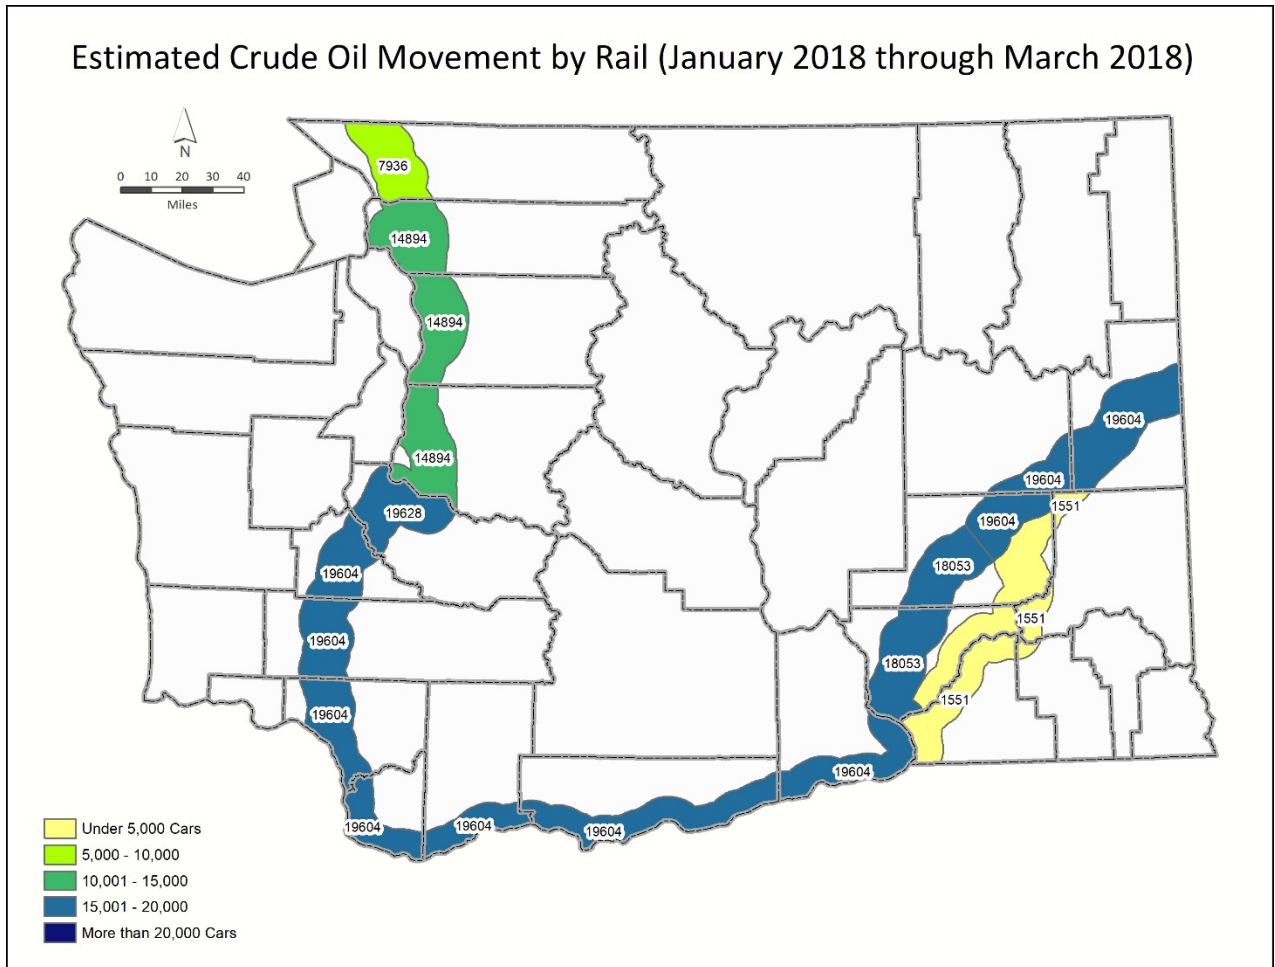 Estimated Crude Oil Movement by Rail (January 2018 through March 2018)
N
0 10 20 30 40
Miles
7936
14894
14894
14894
19628
19604
19604
19604
19604
19604
19604
19604
18053
18053
19604
19604
19604
1551
1551
1551
Under 5,000 Cars
5,000 - 10,000
10,001 - 15,000
15,001 - 20,000
More than 20,000 Cars